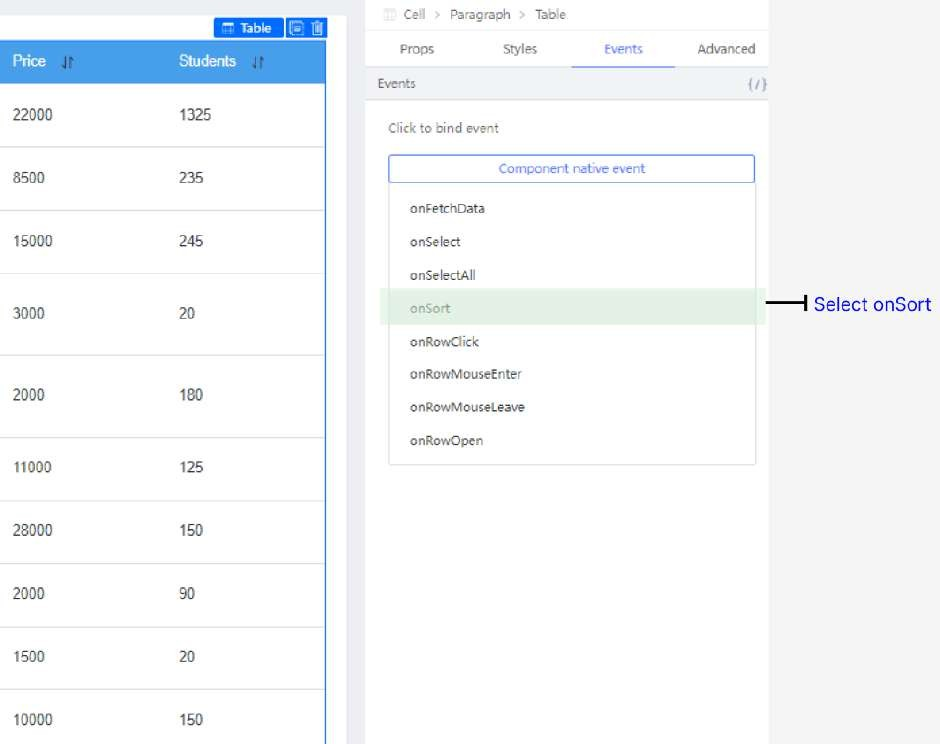 Table
Price Students
22000 1325
8500 235
15000 245
3000 20
2000 180
11000 125
28000 150
2000 90
1500 20
10000 150
Cell > Paragraph > Table
Props Styles Events Advanced
Events {/}
Click to bind event
Component native event
onFetchData
onSelect
onSelectAll
onSort
onRowClick
onRowMouseEnter
onRowMouseLeave
onRowOpen
Select onSort